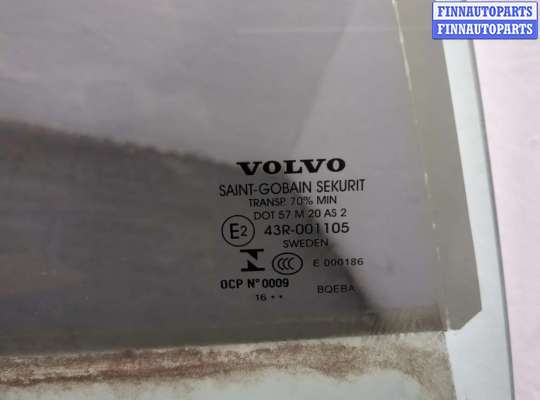 FINNAUTOPARTS
FINNAUTOPARTS
VOLVO
SAINT-GOBAIN SEKURIT
TRANSP. 70% MIN
DOT 57 M 20 AS 2
E2 43R-001105
SWEDEN
CCC E 000186
OCP N° 0009
16 • • BQEBA